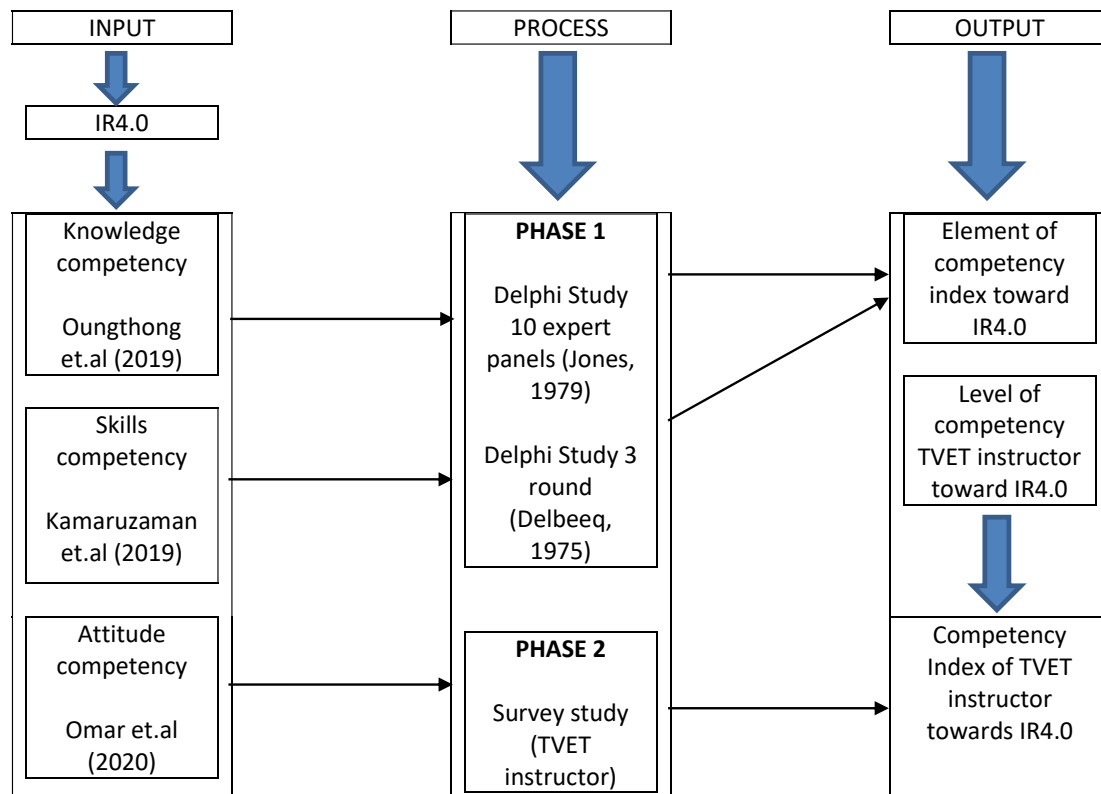 INPUT
PROCESS
OUTPUT
IR4.0
Knowledge
competency
Oungthong
et.al (2019)
Skills
competency
Kamaruzaman
et.al (2019)
Attitude
competency
Omar et.al
(2020)
PHASE 1
Delphi Study
10 expert
panels (Jones,
1979)
Delphi Study 3
round
(Delbeeq,
1975)
PHASE 2
Survey study
(TVET
instructor)
Element of
competency
index toward
IR4.0
Level of
competency
TVET instructor
toward IR4.0
Competency
Index of TVET
instructor
towards IR4.0